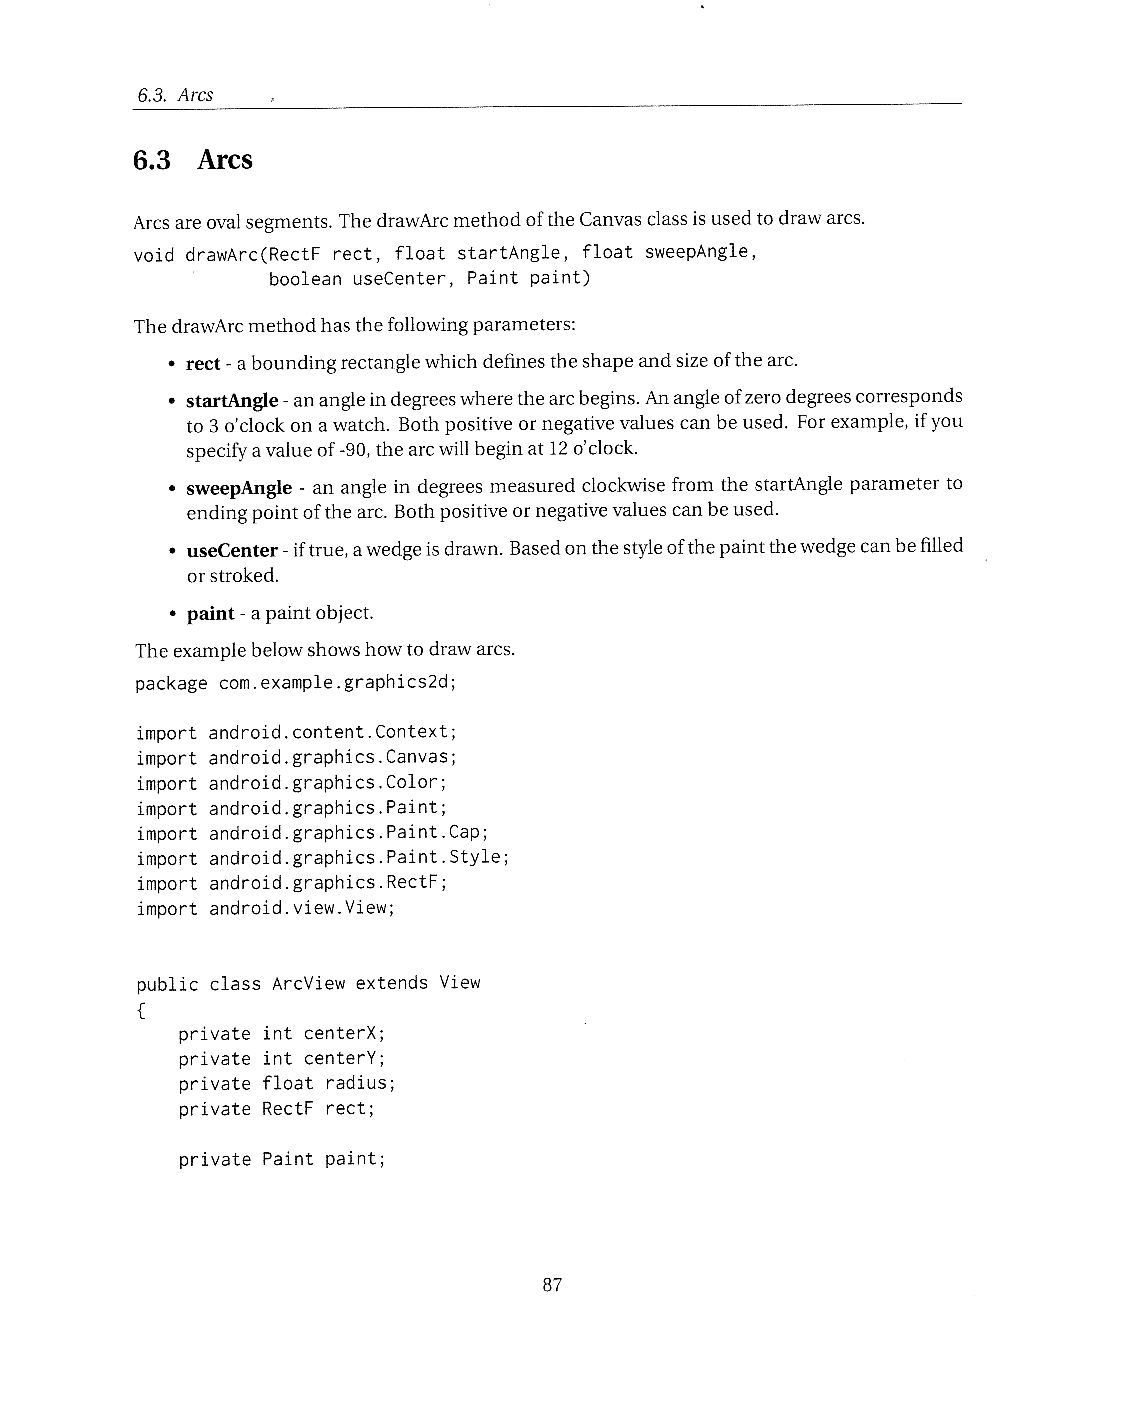 6.3. Arcs
6.3 Arcs
Arcs are oval segments. The drawArc method of the Canvas class is used to draw arcs.
void drawArc(RectF rect, float startAngle, float sweepAngle,
boolean useCenter, Paint paint)
The drawArc method has the following parameters:
• rect - a bounding rectangle which defines the shape and size of the arc.
• startAngle - an angle in degrees where the arc begins. An angle of zero degrees corresponds
to 3 o'clock on a watch. Both positive or negative values can be used. For example, if you
specify a value of -90, the arc will begin at 12 o'clock.
• sweepAngle - an angle in degrees measured clockwise from the startAngle parameter to
ending point of the arc. Both positive or negative values can be used.
• useCenter - if true, a wedge is drawn. Based on the style of the paint the wedge can be filled
or stroked.
• paint - a paint object.
The example below shows how to draw arcs.
package com.example.graphics2d;
import android.content.Context;
import android.graphics.Canvas;
import android.graphics.Color;
import android.graphics.Paint;
import android.graphics.Paint.Cap;
import android.graphics.Paint.Style;
import android.graphics.RectF;
import android.view.View;
public class ArcView extends View
{
private int centerX;
private int centerY;
private float radius;
private RectF rect;
private Paint paint;
87